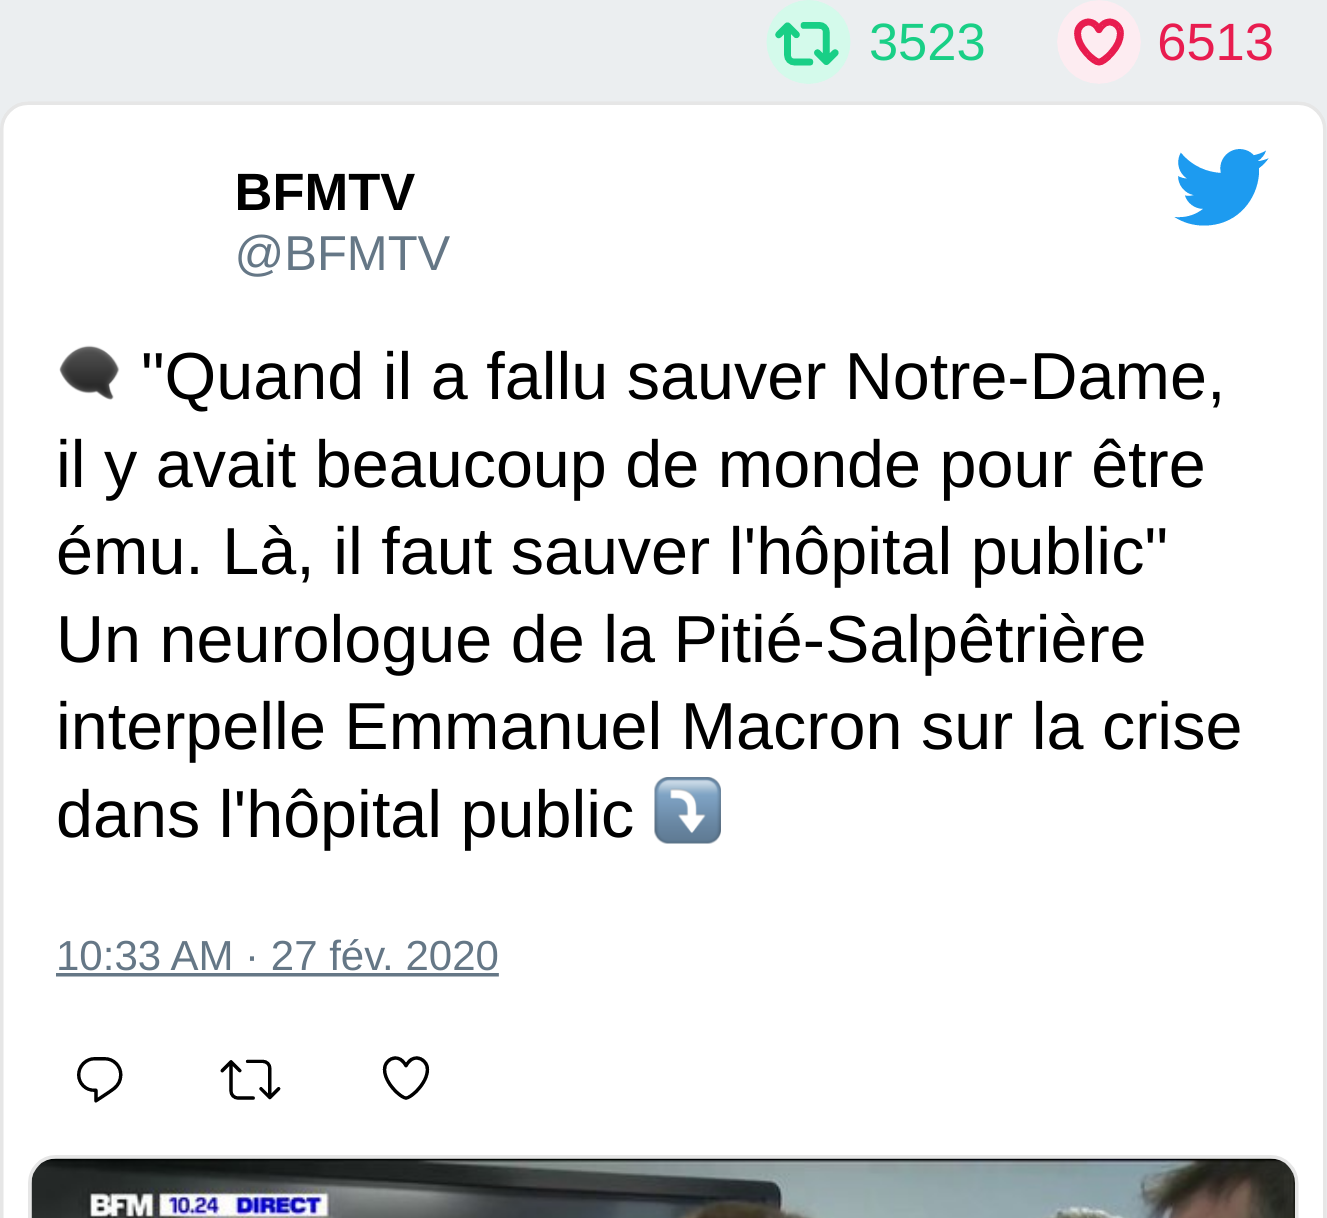 3523 6513
BFMTV
@BFMTV
"Quand il a fallu sauver Notre-Dame,
il y avait beaucoup de monde pour être
ému. Là, il faut sauver l'hôpital public"
Un neurologue de la Pitié-Salpêtrière
interpelle Emmanuel Macron sur la crise
dans l'hôpital public
10:33 AM · 27 fév. 2020
BFM 10.24 DIRECT